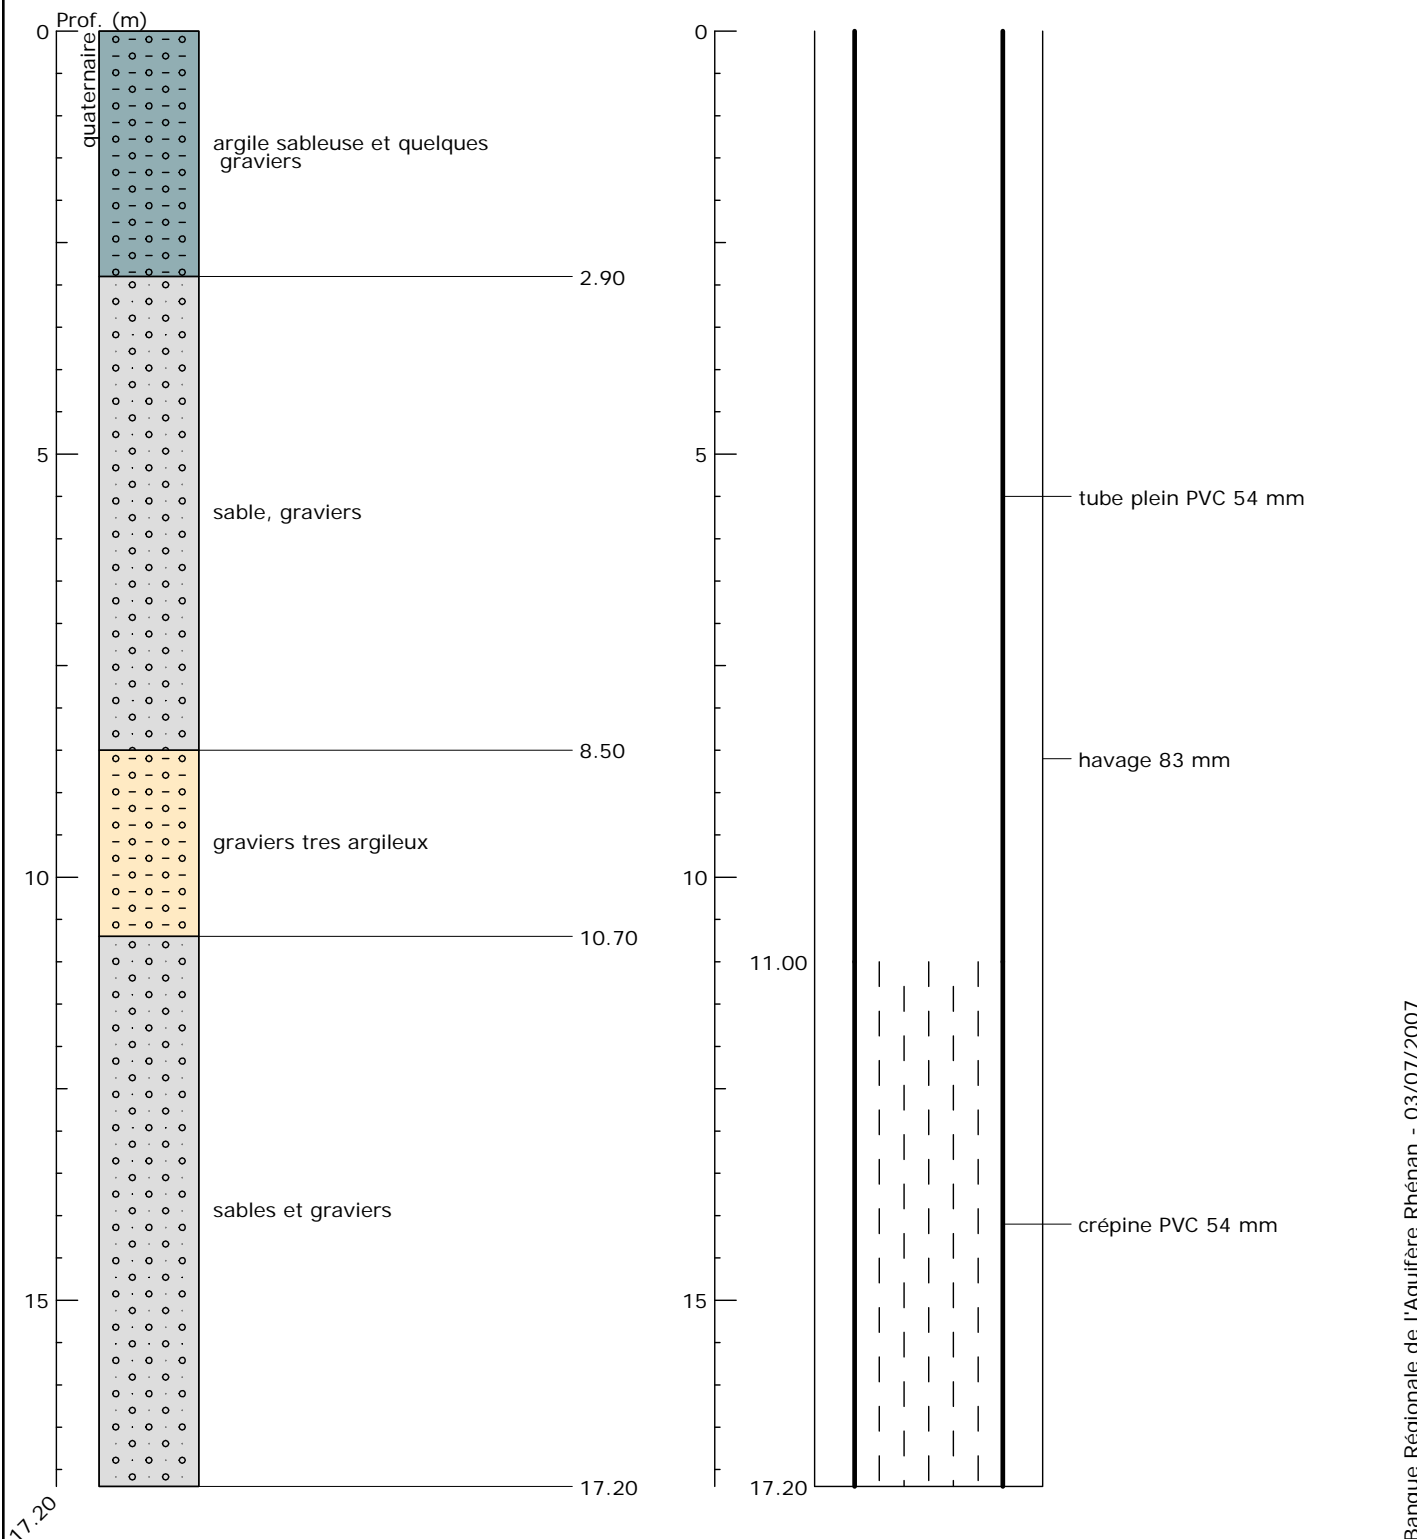 Prof. (m)
0
quaternaire
argile sableuse et quelques
graviers
2.90
5
sable, graviers
8.50
graviers tres argileux
10
10.70
sables et graviers
15
17.20
17.20
0
5
tube plein PVC 54 mm
havage 83 mm
10
11.00
crépine PVC 54 mm
15
17.20
Banque Régionale de l'Aquifère Rhénan - 03/07/2007